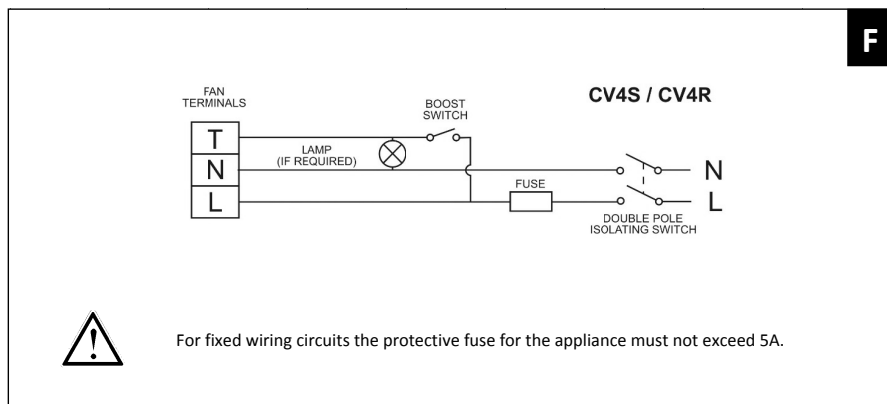 F
CV4S / CV4R
FAN
TERMINALS
BOOST
SWITCH
T
LAMP
(IF REQUIRED)
N
N
FUSE
L
L
DOUBLE POLE
ISOLATING SWITCH
For fixed wiring circuits the protective fuse for the appliance must not exceed 5A.